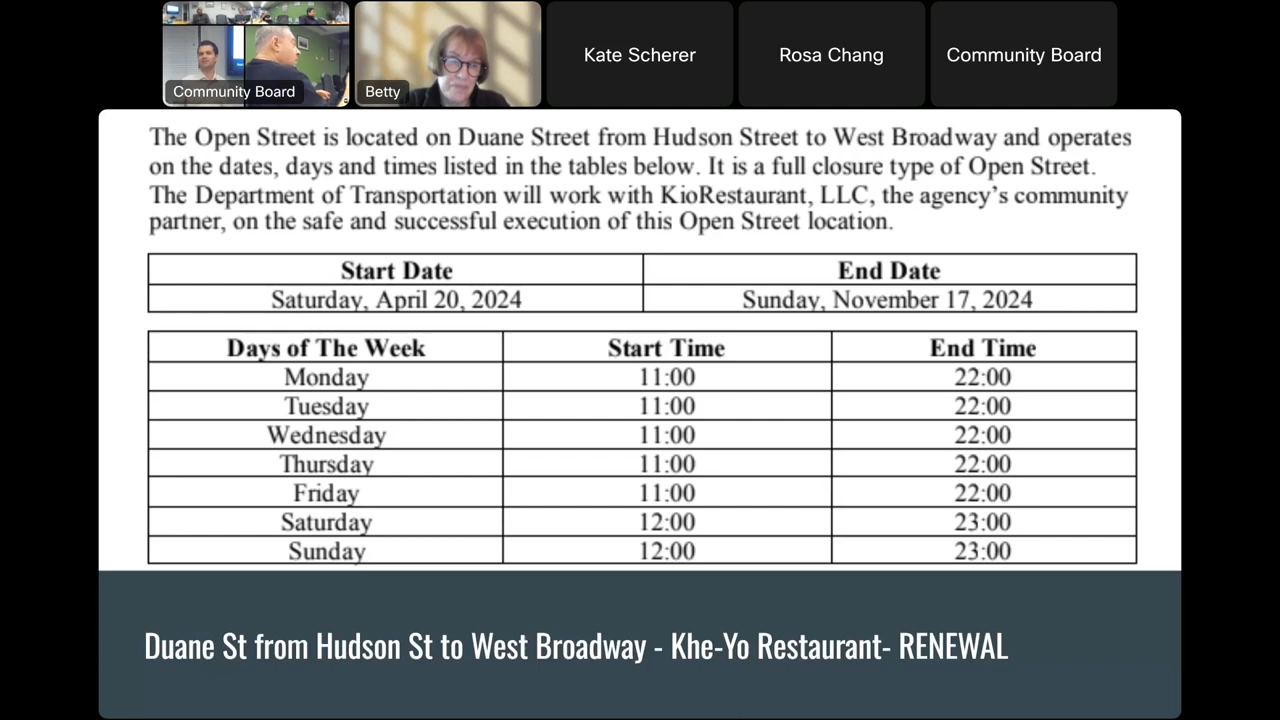 Community Board
Betty
Kate Scherer
Rosa Chang
Community Board
The Open Street is located on Duane Street from Hudson Street to West Broadway and operates
on the dates, days and times listed in the tables below. It is a full closure type of Open Street.
The Department of Transportation will work with KioRestaurant, LLC, the agency’s community
partner, on the safe and successful execution of this Open Street location.
Start Date End Date
Saturday, April 20, 2024 Sunday, November 17, 2024
Days of The Week Start Time End Time
Monday 11:00 22:00
Tuesday 11:00 22:00
Wednesday 11:00 22:00
Thursday 11:00 22:00
Friday 11:00 22:00
Saturday 12:00 23:00
Sunday 12:00 23:00
Duane St from Hudson St to West Broadway - Khe-Yo Restaurant- RENEWAL